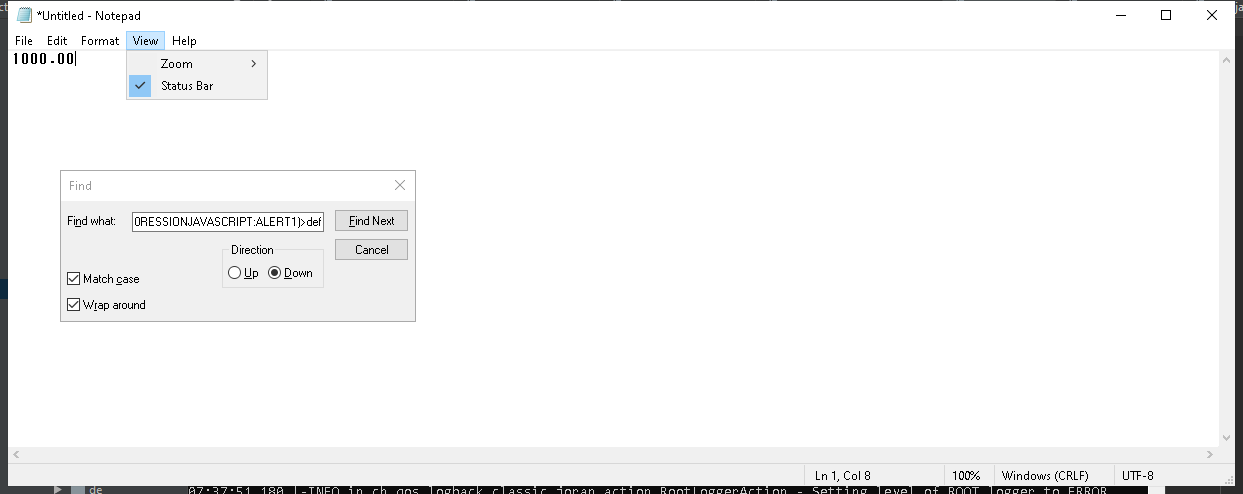 *Untitled - Notepad
File Edit Format View Help
1000.00
Zoom
Status Bar
Find
Find what: 0RESSIONJAVASCRIPT:ALERT1)>def Find Next
Direction Cancel
Up Down
Match case
Wrap around
Ln 1, Col 8 100% Windows (CRLF) UTF-8
de 07:37:51,180 |-INFO in ch.qos.logback.classic.joran.action.RootLoggerAction - Setting level of ROOT logger to ERROR